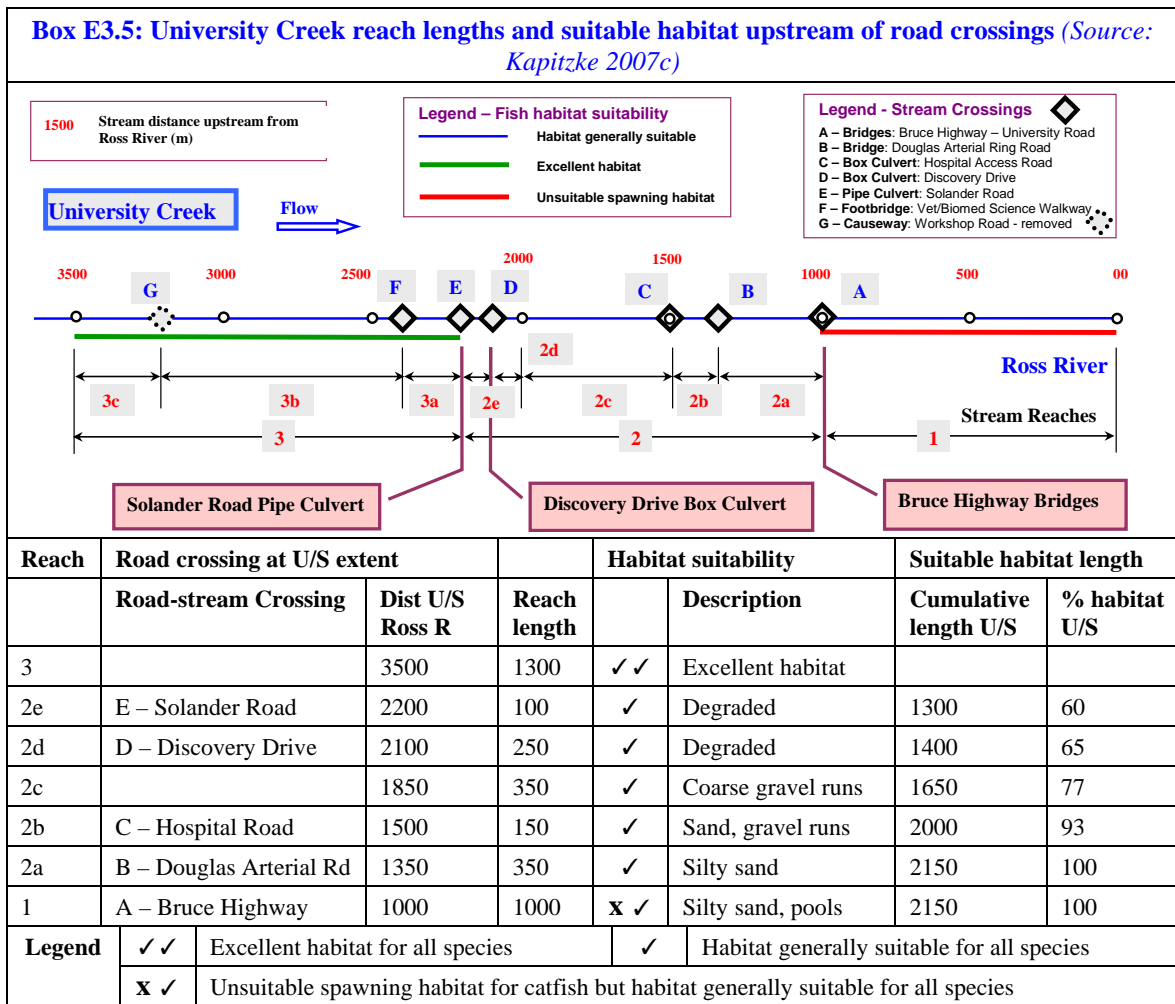 Box E3.5: University Creek reach lengths and suitable habitat upstream of road crossings (Source:
Kapitzke 2007c)
1500 Stream distance upstream from
Ross River (m)
Legend – Fish habitat suitability
Habitat generally suitable
Excellent habitat
Unsuitable spawning habitat
Legend - Stream Crossings
A – Bridges: Bruce Highway – University Road
B – Bridge: Douglas Arterial Ring Road
C – Box Culvert: Hospital Access Road
D – Box Culvert: Discovery Drive
E – Pipe Culvert: Solander Road
F – Footbridge: Vet/Biomed Science Walkway
G – Causeway: Workshop Road - removed
University Creek
Flow
3500 3000 2500 2000 1500 1000 500 00
G F E D C B A
2d
Ross River
3c 3b 3a 2e 2c 2b 2a
Stream Reaches
3 2 1
Solander Road Pipe Culvert
Discovery Drive Box Culvert
Bruce Highway Bridges
Reach Road crossing at U/S extent Habitat suitability Suitable habitat length
Road-stream Crossing Dist U/S Ross R Reach length Description Cumulative length U/S % habitat U/S
3 3500 1300 ✓✓ Excellent habitat
2e E – Solander Road 2200 100 ✓ Degraded 1300 60
2d D – Discovery Drive 2100 250 ✓ Degraded 1400 65
2c 1850 350 ✓ Coarse gravel runs 1650 77
2b C – Hospital Road 1500 150 ✓ Sand, gravel runs 2000 93
2a B – Douglas Arterial Rd 1350 350 ✓ Silty sand 2150 100
1 A – Bruce Highway 1000 1000 x ✓ Silty sand, pools 2150 100
Legend ✓✓ Excellent habitat for all species ✓ Habitat generally suitable for all species
x ✓ Unsuitable spawning habitat for catfish but habitat generally suitable for all species